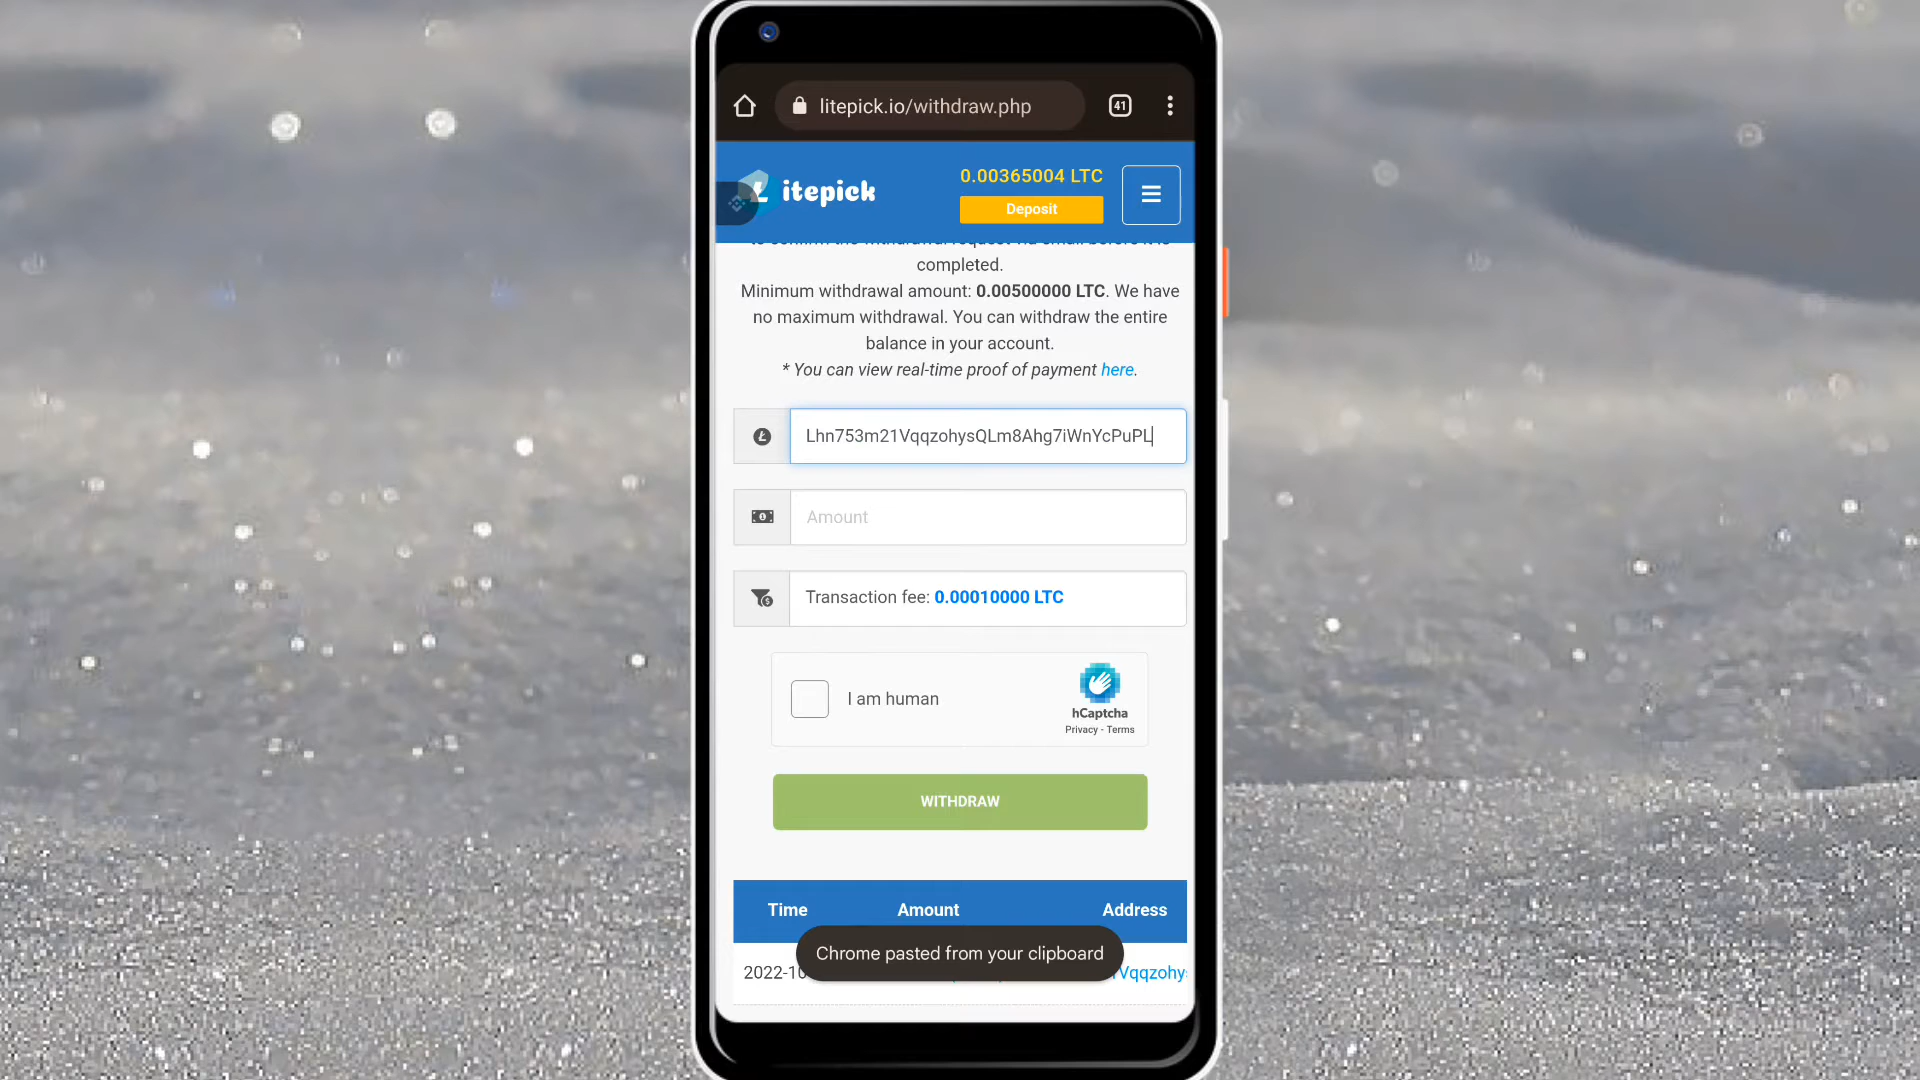 litepick.io/withdraw.php
41
Litepick
0.00365004 LTC
Deposit
completed.
Minimum withdrawal amount: 0.00500000 LTC. We have
no maximum withdrawal. You can withdraw the entire
balance in your account.
* You can view real-time proof of payment here.
Lhn753m21VqqzohysQLm8Ahg7iWnYcPuPL
Amount
Transaction fee: 0.00010000 LTC
I am human
hCaptcha
Privacy - Terms
WITHDRAW
Time Amount Address
Chrome pasted from your clipboard
2022-10 Vqqzohy